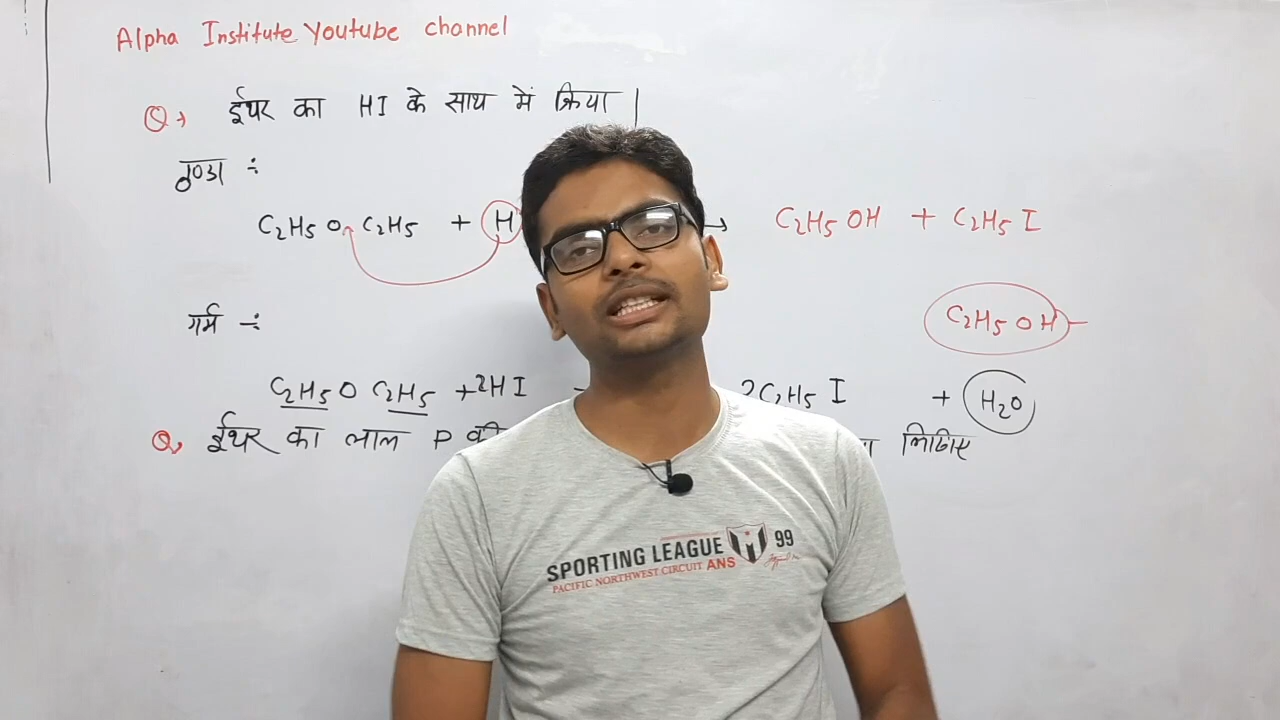 Alpha Institute Youtube channel
Q, ईथर का HI के साथ में क्रिया |
ठण्डा ÷
C2H5 O C2H5 + H → C2H5 OH + C2H5 I
गर्म ÷
C2H5 OH
C2H5 O C2H5 + 2HI 2C2H5 I + H2O
Q, ईथर का लाल P की लिखिए
SPORTING LEAGUE 99
PACIFIC NORTHWEST CIRCUIT ANS